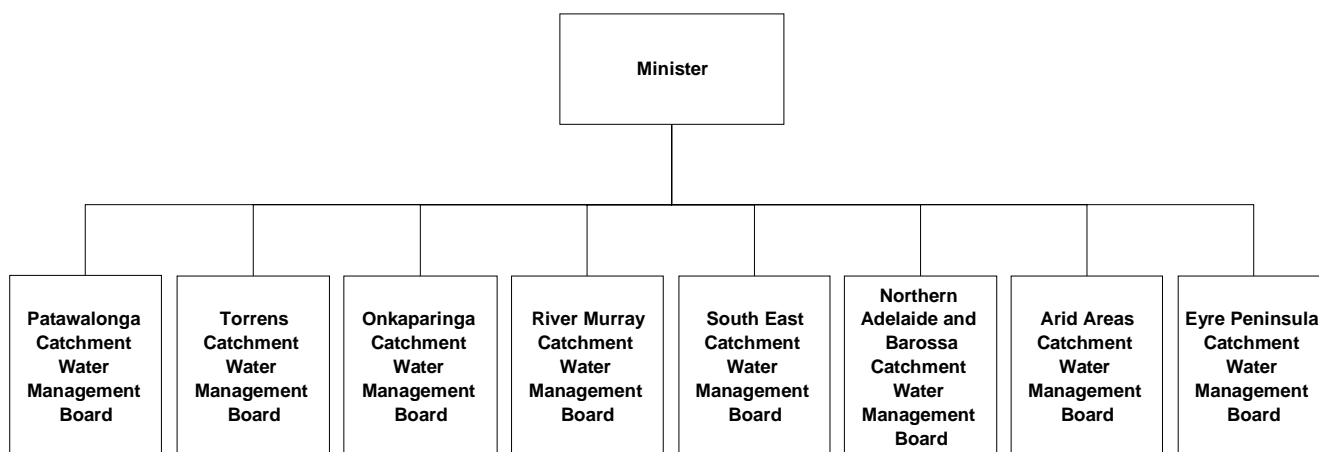 Minister
Patawalonga
Catchment
Water
Management
Board
Torrens
Catchment
Water
Management
Board
Onkaparinga
Catchment
Water
Management
Board
River Murray
Catchment
Water
Management
Board
South East
Catchment
Water
Management
Board
Northern
Adelaide and
Barossa
Catchment
Water
Management
Board
Arid Areas
Catchment
Water
Management
Board
Eyre Peninsula
Catchment
Water
Management
Board